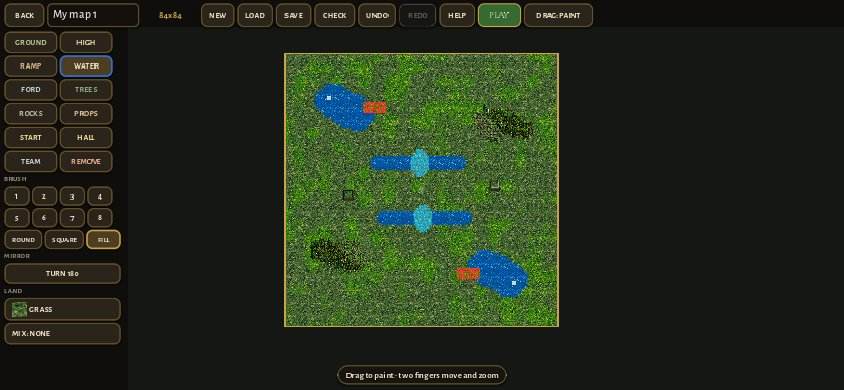 BACK My map 1 84x84 NEW LOAD SAVE CHECK UNDO REDO HELP PLAY DRAG: PAINT
GROUND HIGH
RAMP WATER
FORD TREES
ROCKS PROPS
START HALL
TEAM REMOVE
BRUSH
1 2 3 4
5 6 7 8
ROUND SQUARE FILL
MIRROR
TURN 180
LAND
GRASS
MIX: NONE
Drag to paint · two fingers move and zoom